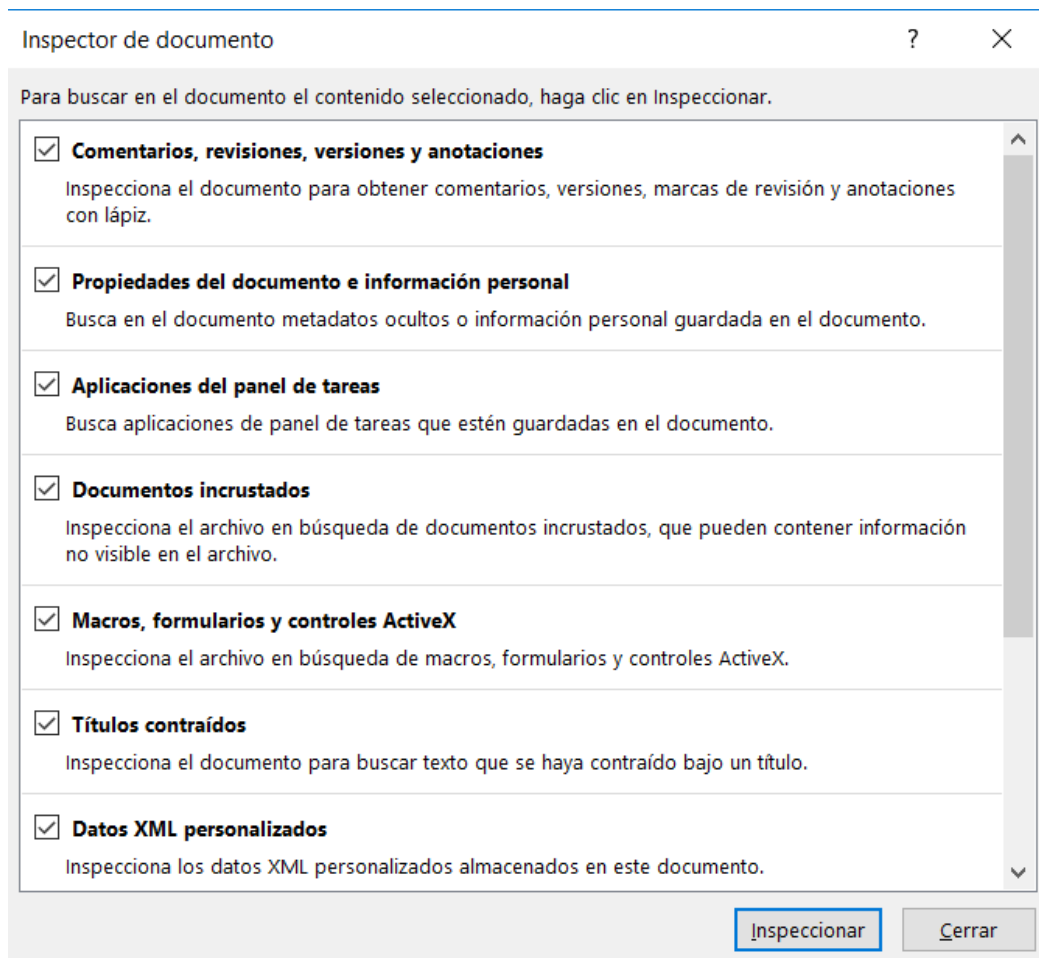 Inspector de documento
?
Para buscar en el documento el contenido seleccionado, haga clic en Inspeccionar.
Comentarios, revisiones, versiones y anotaciones
Inspecciona el documento para obtener comentarios, versiones, marcas de revisión y anotaciones
con lápiz.
Propiedades del documento e información personal
Busca en el documento metadatos ocultos o información personal guardada en el documento.
Aplicaciones del panel de tareas
Busca aplicaciones de panel de tareas que estén guardadas en el documento.
Documentos incrustados
Inspecciona el archivo en búsqueda de documentos incrustados, que pueden contener información
no visible en el archivo.
Macros, formularios y controles ActiveX
Inspecciona el archivo en búsqueda de macros, formularios y controles ActiveX.
Títulos contraídos
Inspecciona el documento para buscar texto que se haya contraído bajo un título.
Datos XML personalizados
Inspecciona los datos XML personalizados almacenados en este documento.
Inspeccionar
Cerrar